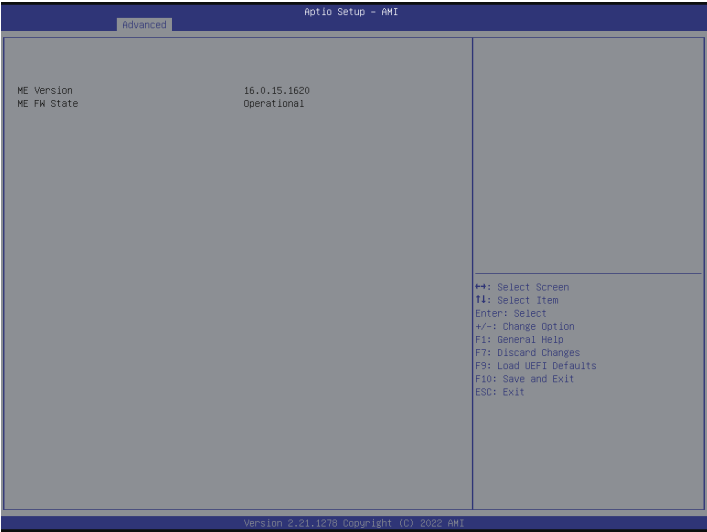 Aptio Setup – AMI
Advanced
ME Version 16.0.15.1620
ME FW State Operational
↔: Select Screen
↑↓: Select Item
Enter: Select
+/-: Change Option
F1: General Help
F7: Discard Changes
F9: Load UEFI Defaults
F10: Save and Exit
ESC: Exit
Version 2.21.1278 Copyright (C) 2022 AMI